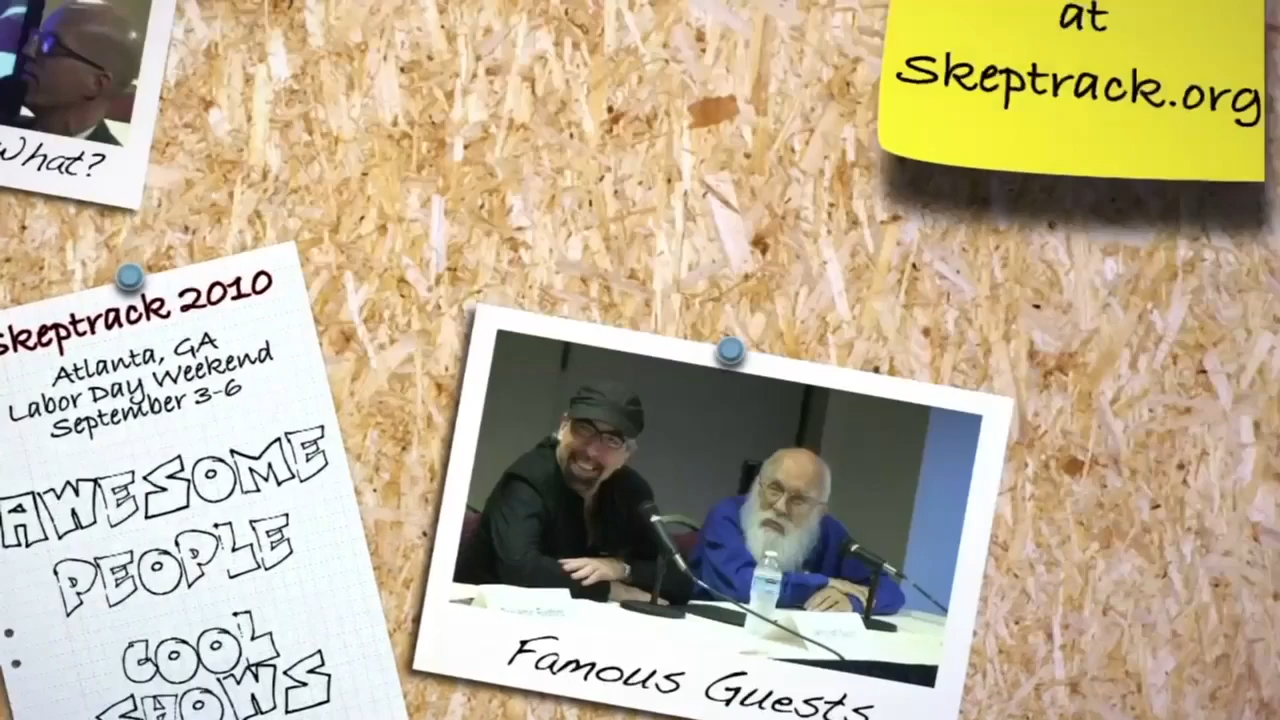 at
Skeptrack.org
What?
Skeptrack 2010
Atlanta, GA
Labor Day Weekend
September 3-6
AWESOME
PEOPLE
COOL
SHOWS
Famous Guests